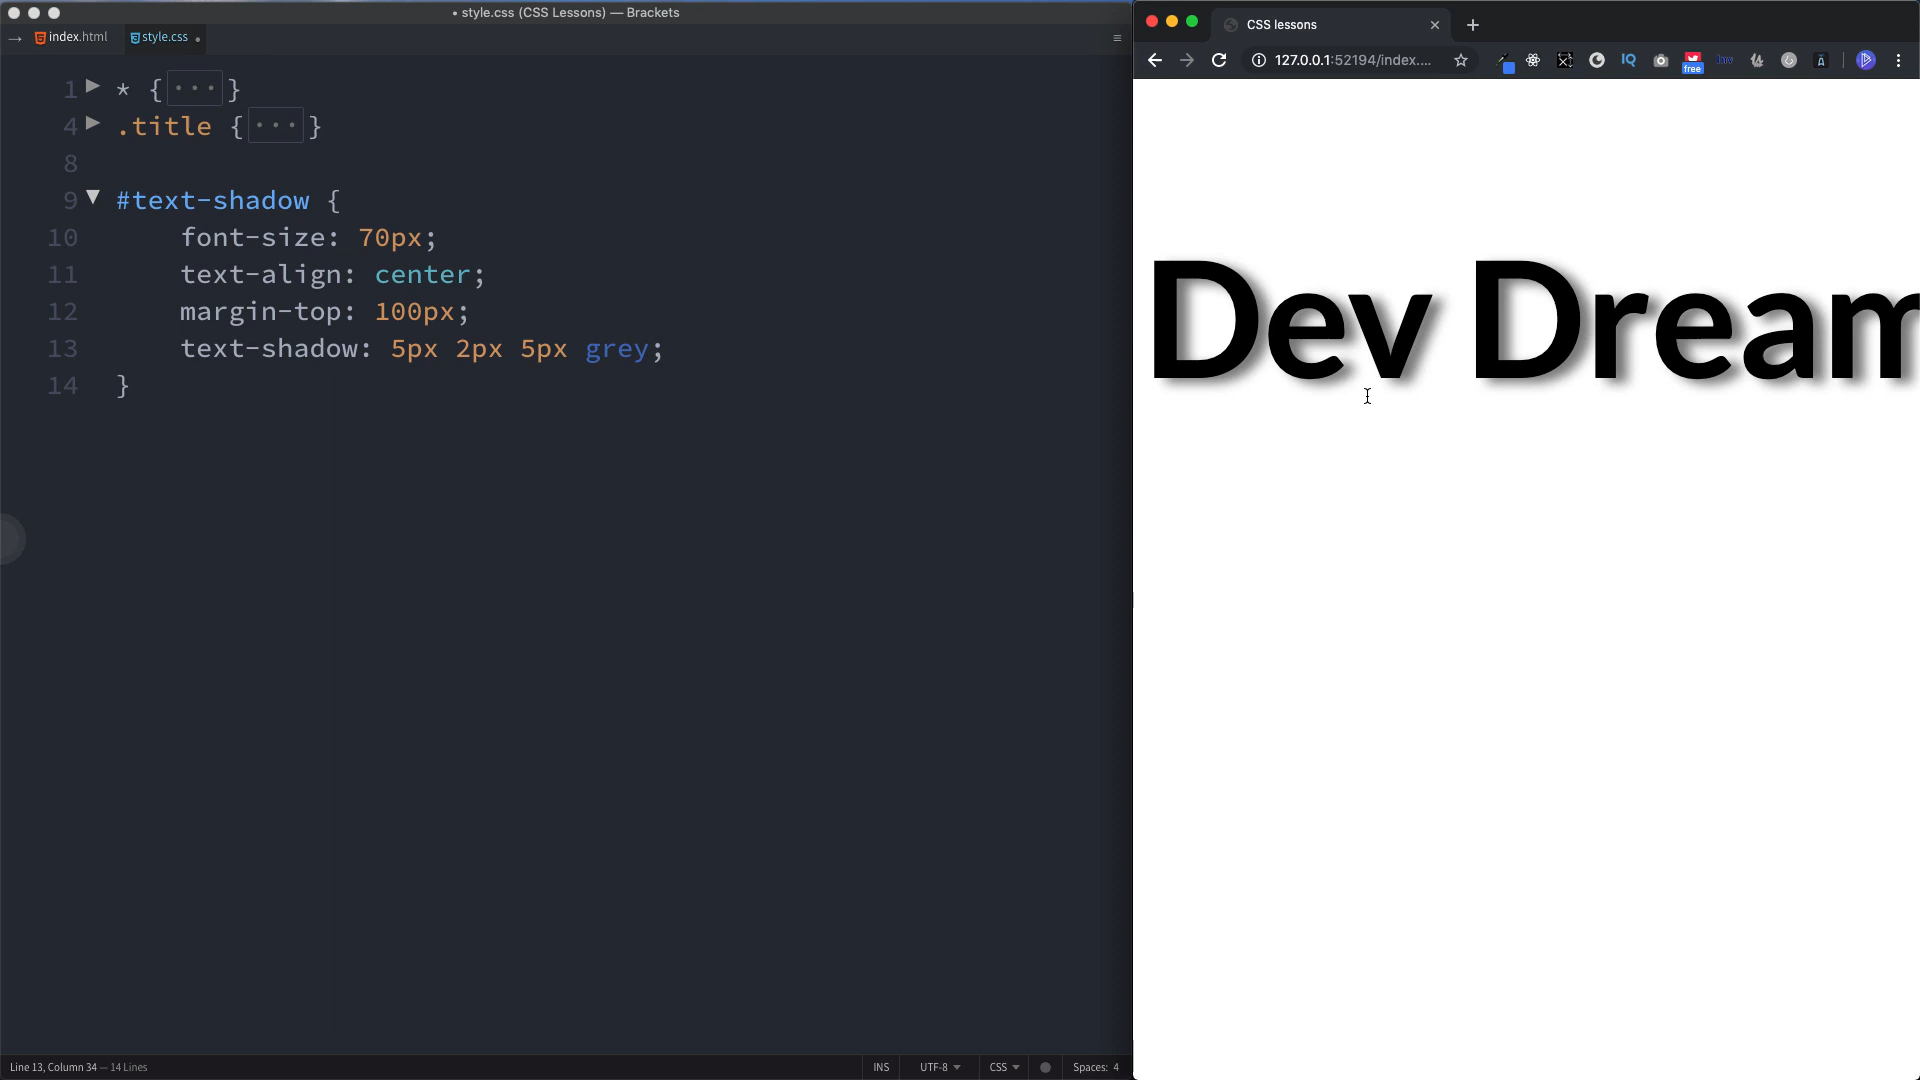 • style.css (CSS Lessons) — Brackets
index.html
style.css •
1 * {...}
4 .title {...}
8
9 #text-shadow {
10 font-size: 70px;
11 text-align: center;
12 margin-top: 100px;
13 text-shadow: 5px 2px 5px grey;
14 }
Line 13, Column 34 — 14 Lines
INS
UTF-8
CSS
Spaces: 4
CSS lessons
127.0.0.1:52194/index....
IQ
free
Dev Dream